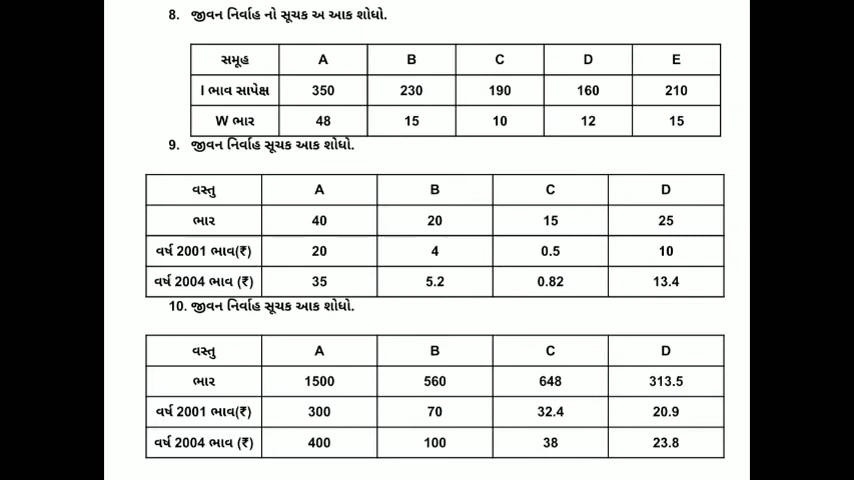 8. જીવન નિર્વાહ નો સૂચક અ આક શોધો.
સમૂહ A B C D E
I ભાવ સાપેક્ષ 350 230 190 160 210
W ભાર 48 15 10 12 15
9. જીવન નિર્વાહ સૂચક આક શોધો.
વસ્તુ A B C D
ભાર 40 20 15 25
વર્ષ 2001 ભાવ(₹) 20 4 0.5 10
વર્ષ 2004 ભાવ (₹) 35 5.2 0.82 13.4
10. જીવન નિર્વાહ સૂચક આક શોધો.
વસ્તુ A B C D
ભાર 1500 560 648 313.5
વર્ષ 2001 ભાવ(₹) 300 70 32.4 20.9
વર્ષ 2004 ભાવ (₹) 400 100 38 23.8